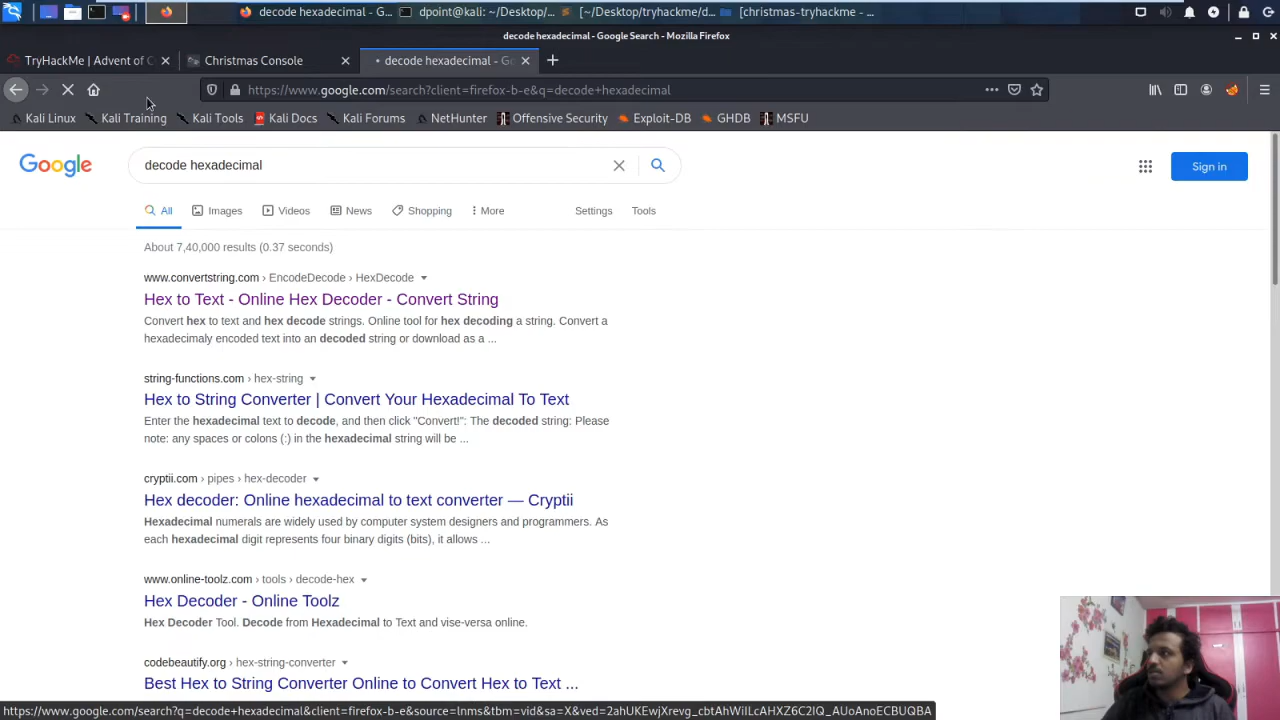 decode hexadecimal - G...
dpoint@kali: ~/Desktop/...
[~/Desktop/tryhackme/d...
[christmas-tryhackme - ...
decode hexadecimal - Google Search - Mozilla Firefox
TryHackMe | Advent of C
Christmas Console
decode hexadecimal - Go
https://www.google.com/search?client=firefox-b-e&q=decode+hexadecimal
Kali Linux
Kali Training
Kali Tools
Kali Docs
Kali Forums
NetHunter
Offensive Security
Exploit-DB
GHDB
MSFU
Google
decode hexadecimal
Sign in
All
Images
Videos
News
Shopping
More
Settings
Tools
About 7,40,000 results (0.37 seconds)
www.convertstring.com › EncodeDecode › HexDecode
Hex to Text - Online Hex Decoder - Convert String
Convert hex to text and hex decode strings. Online tool for hex decoding a string. Convert a
hexadecimaly encoded text into an decoded string or download as a ...
string-functions.com › hex-string
Hex to String Converter | Convert Your Hexadecimal To Text
Enter the hexadecimal text to decode, and then click "Convert!": The decoded string: Please
note: any spaces or colons (:) in the hexadecimal string will be ...
cryptii.com › pipes › hex-decoder
Hex decoder: Online hexadecimal to text converter — Cryptii
Hexadecimal numerals are widely used by computer system designers and programmers. As
each hexadecimal digit represents four binary digits (bits), it allows ...
www.online-toolz.com › tools › decode-hex
Hex Decoder - Online Toolz
Hex Decoder Tool. Decode from Hexadecimal to Text and vise-versa online.
codebeautify.org › hex-string-converter
Best Hex to String Converter Online to Convert Hex to Text ...
https://www.google.com/search?q=decode+hexadecimal&client=firefox-b-e&source=lnms&tbm=vid&sa=X&ved=2ahUKEwjXrevg_cbtAhWiILcAHXZ6C2IQ_AUoAnoECBUQBA